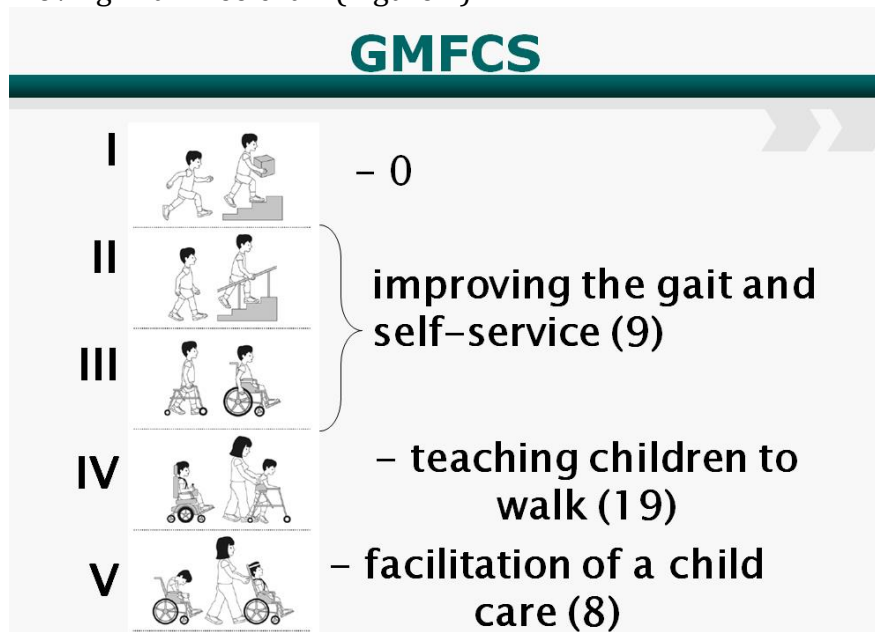 GMFCS
I
– 0
II
improving the gait and
self–service (9)
III
IV
– teaching children to
walk (19)
V
– facilitation of a child
care (8)